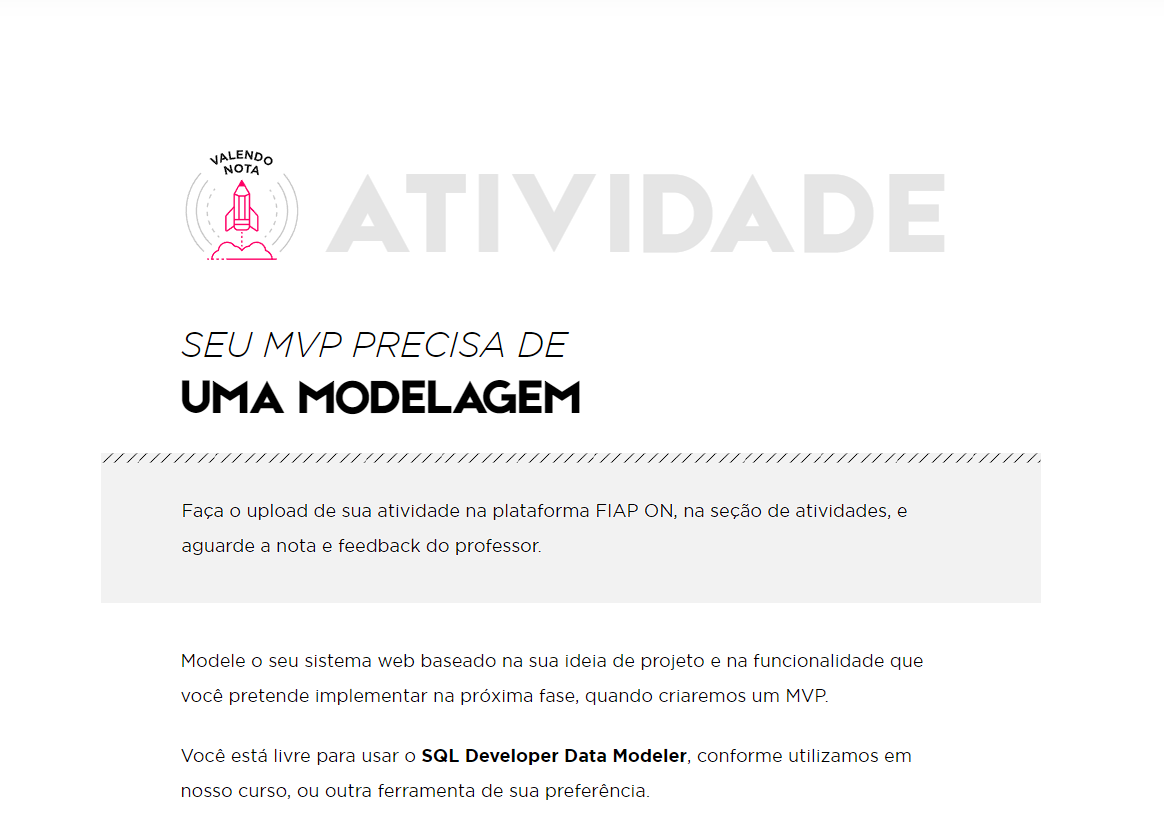 VALENDO
NOTA
ATIVIDADE
SEU MVP PRECISA DE
UMA MODELAGEM
Faça o upload de sua atividade na plataforma FIAP ON, na seção de atividades, e
aguarde a nota e feedback do professor.
Modele o seu sistema web baseado na sua ideia de projeto e na funcionalidade que
você pretende implementar na próxima fase, quando criaremos um MVP.
Você está livre para usar o SQL Developer Data Modeler, conforme utilizamos em
nosso curso, ou outra ferramenta de sua preferência.